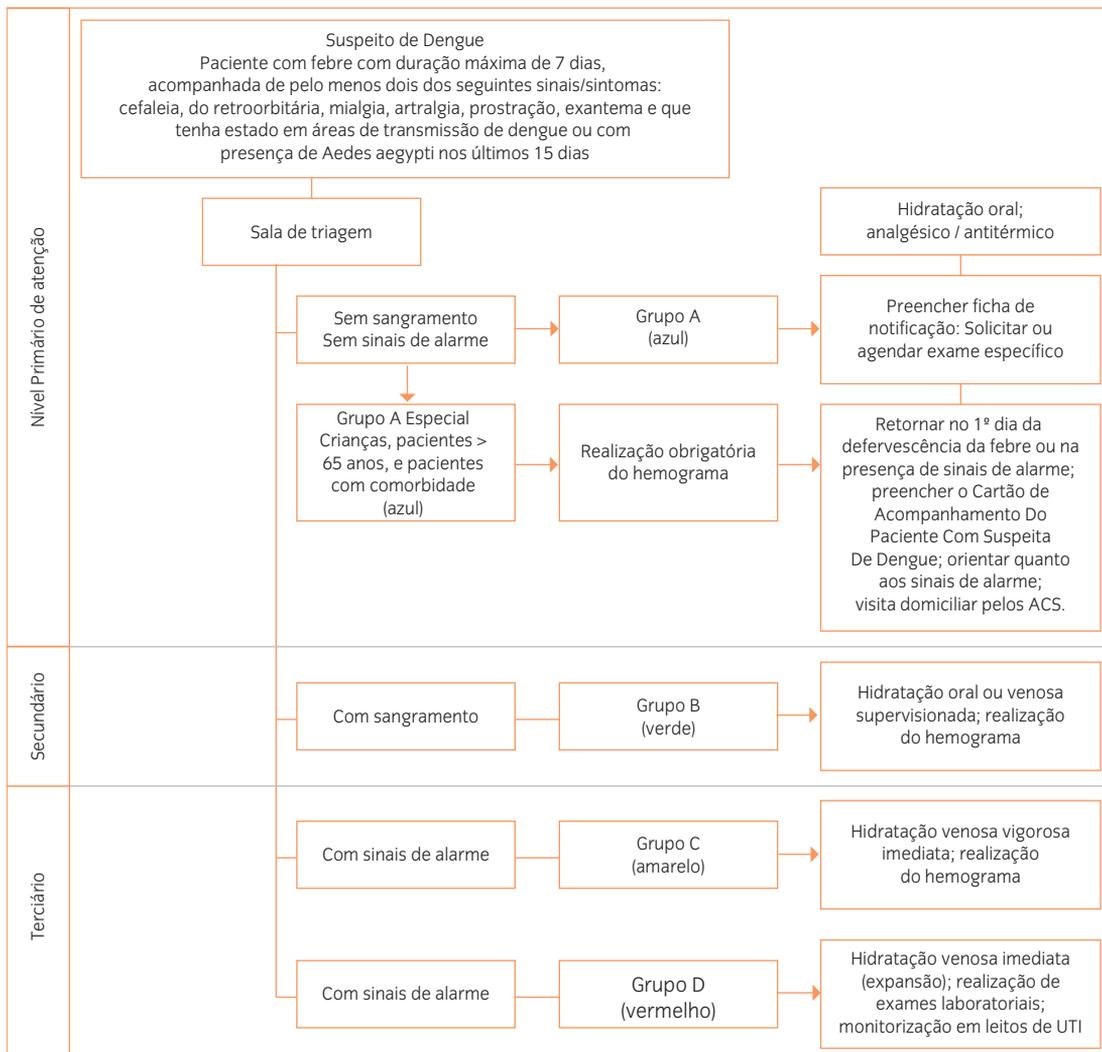 Suspeito de Dengue
Paciente com febre com duração máxima de 7 dias,
acompanhada de pelo menos dois dos seguintes sinais/sintomas:
cefaleia, do retroorbitária, mialgia, artralgia, prostração, exantema e que
tenha estado em áreas de transmissão de dengue ou com
presença de Aedes aegypti nos últimos 15 dias
Nível Primário de atenção
Sala de triagem
Hidratação oral;
analgésico / antitérmico
Sem sangramento
Sem sinais de alarme
Grupo A
(azul)
Preencher ficha de
notificação: Solicitar ou
agendar exame específico
Grupo A Especial
Crianças, pacientes >
65 anos, e pacientes
com comorbidade
(azul)
Realização obrigatória
do hemograma
Retornar no 1º dia da
defervescência da febre ou na
presença de sinais de alarme;
preencher o Cartão de
Acompanhamento Do
Paciente Com Suspeita
De Dengue; orientar quanto
aos sinais de alarme;
visita domiciliar pelos ACS.
Secundário
Com sangramento
Grupo B
(verde)
Hidratação oral ou venosa
supervisionada; realização
do hemograma
Terciário
Com sinais de alarme
Grupo C
(amarelo)
Hidratação venosa vigorosa
imediata; realização
do hemograma
Com sinais de alarme
Grupo D
(vermelho)
Hidratação venosa imediata
(expansão); realização de
exames laboratoriais;
monitorização em leitos de UTI